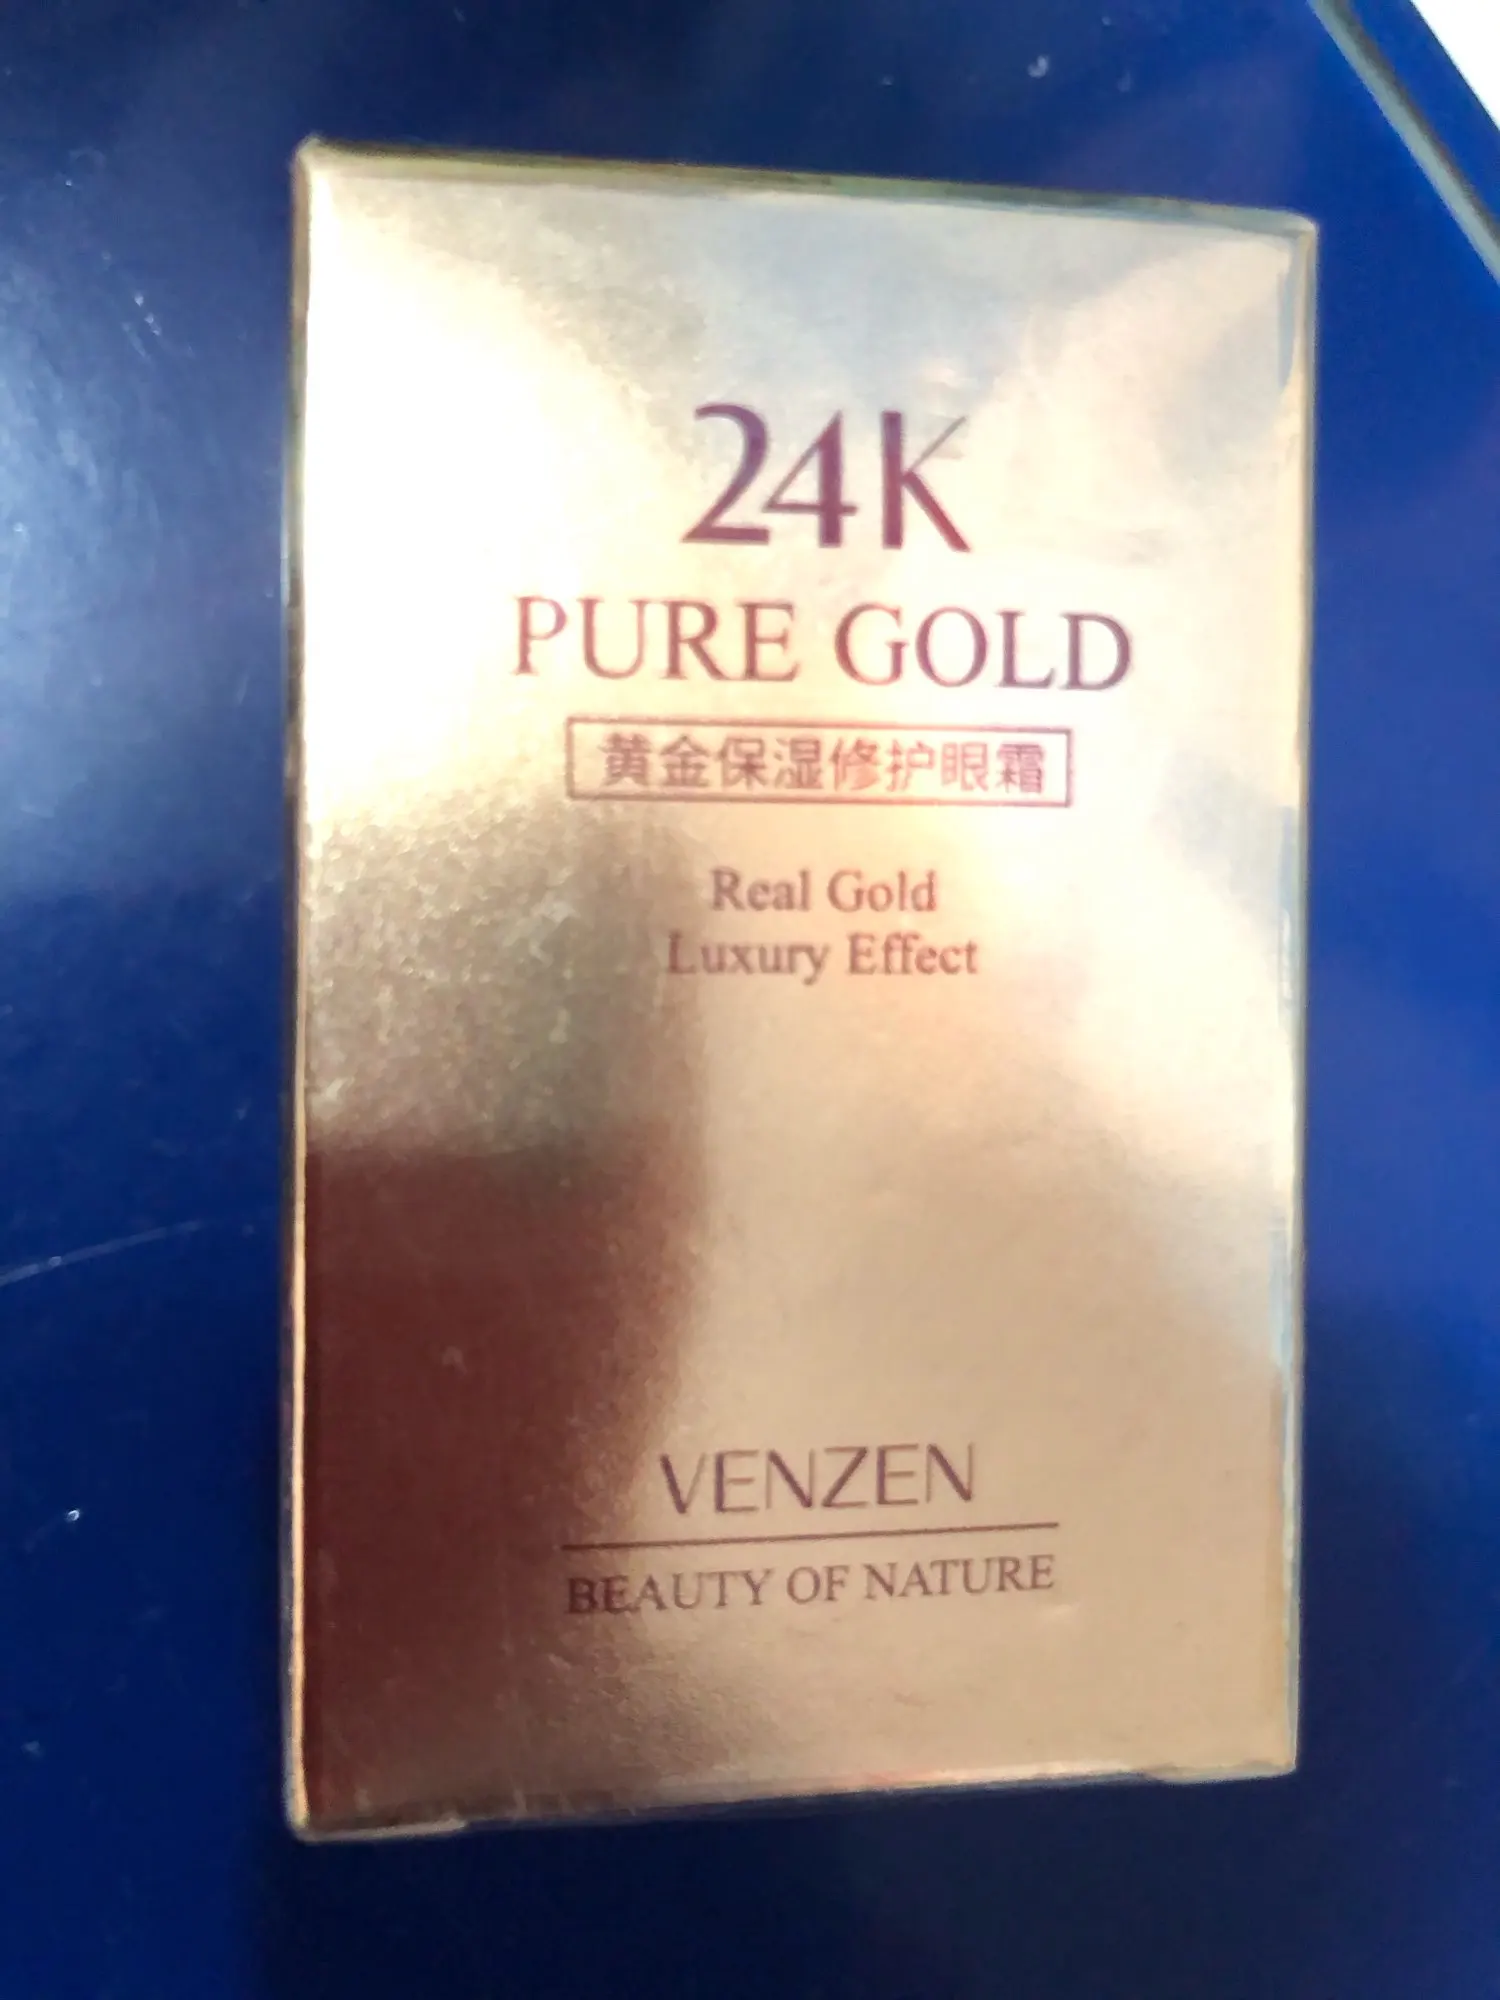 24K
PURE GOLD
黄金保湿修护眼霜
Real Gold
Luxury Effect
VENZEN
BEAUTY OF NATURE